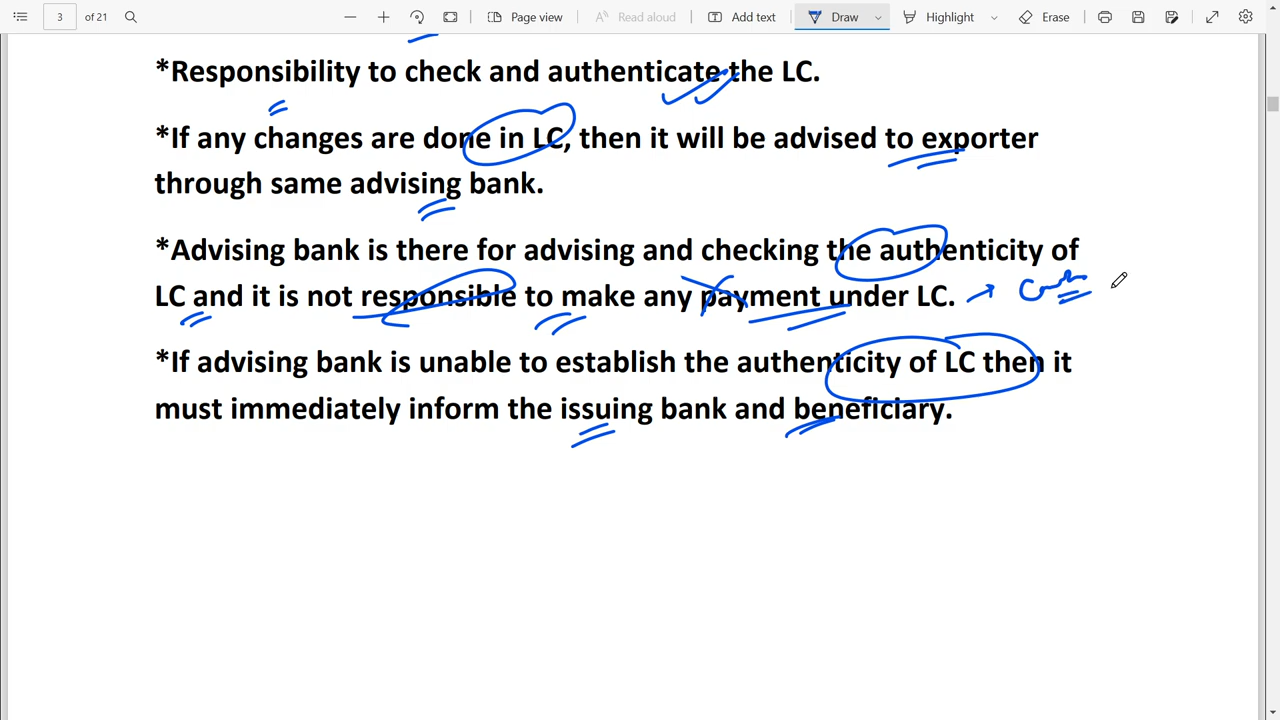 3 of 21 Page view Read aloud Add text Draw Highlight Erase
*Responsibility to check and authenticate the LC.
*If any changes are done in LC, then it will be advised to exporter
through same advising bank.
*Advising bank is there for advising and checking the authenticity of
LC and it is not responsible to make any payment under LC.
*If advising bank is unable to establish the authenticity of LC then it
must immediately inform the issuing bank and beneficiary.